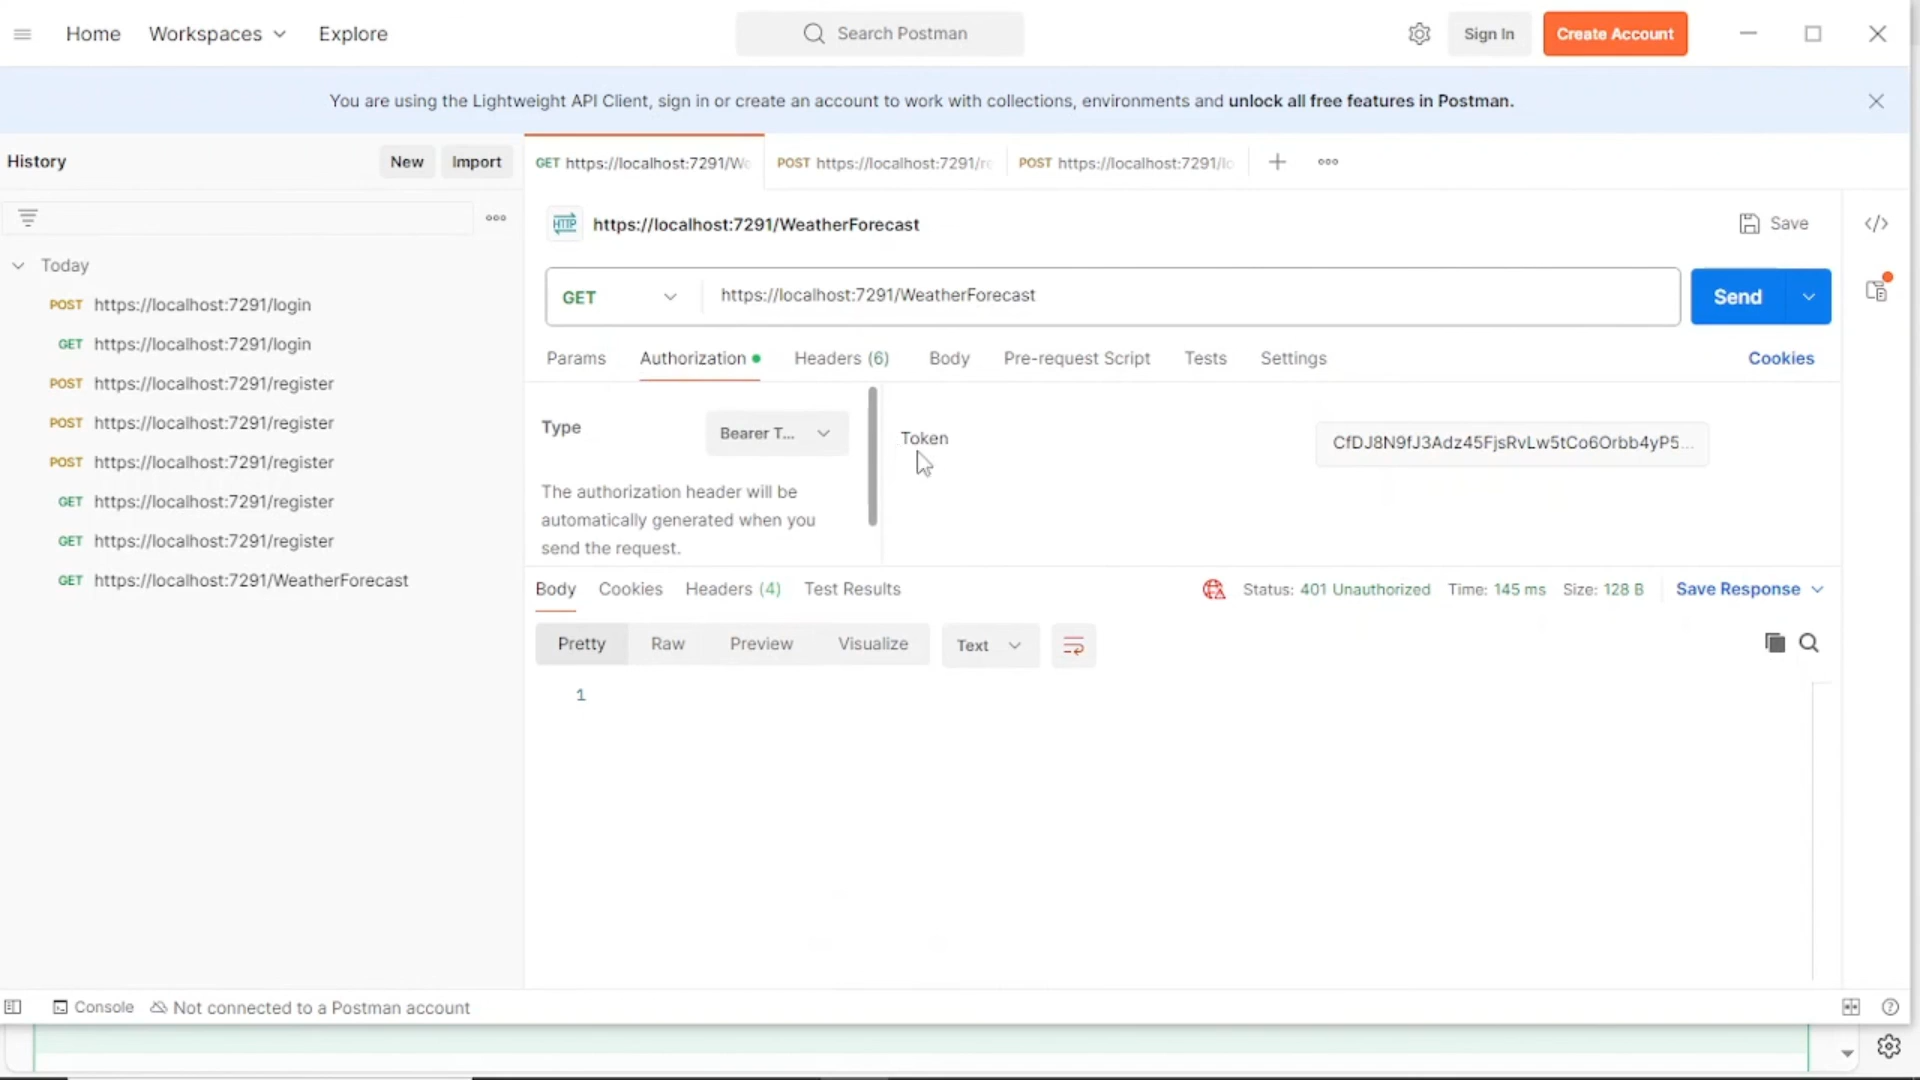 Home Workspaces Explore Search Postman Sign In Create Account
You are using the Lightweight API Client, sign in or create an account to work with collections, environments and unlock all free features in Postman.
History New Import
GET https://localhost:7291/We POST https://localhost:7291/re POST https://localhost:7291/lo
https://localhost:7291/WeatherForecast Save
Today
POST https://localhost:7291/login
GET https://localhost:7291/login
POST https://localhost:7291/register
POST https://localhost:7291/register
POST https://localhost:7291/register
GET https://localhost:7291/register
GET https://localhost:7291/register
GET https://localhost:7291/WeatherForecast
HTTP
GET https://localhost:7291/WeatherForecast Send
Params Authorization Headers (6) Body Pre-request Script Tests Settings Cookies
Type Bearer T...
Token CfDJ8N9fJ3Adz45FjsRvLw5tCo6Orbb4yP5...
The authorization header will be
automatically generated when you
send the request.
Body Cookies Headers (4) Test Results Status: 401 Unauthorized Time: 145 ms Size: 128 B Save Response
Pretty Raw Preview Visualize Text
1
Console Not connected to a Postman account